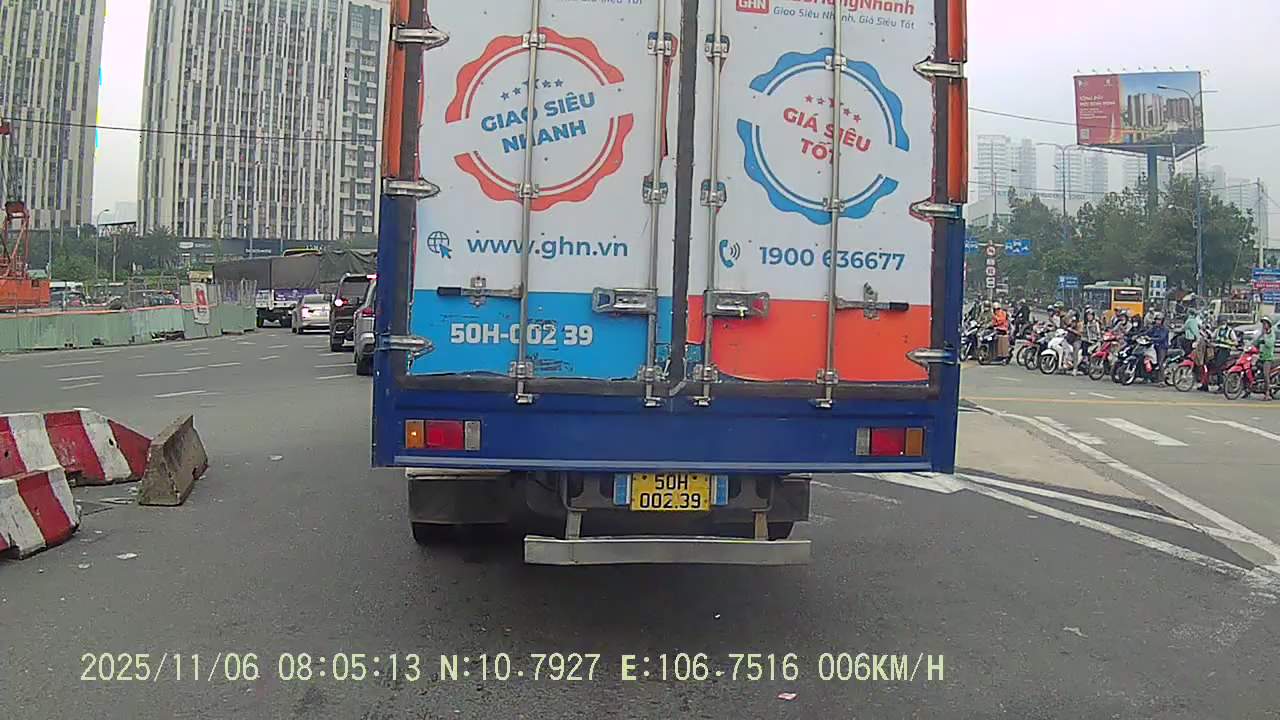 GHN
Giao Siêu Nhanh, Giá Siêu Tốt
GIAO SIÊU
NHANH
GIÁ SIÊU
TỐT
www.ghn.vn
1900 636677
50H-002 39
50H
002.39
2025/11/06 08:05:13 N:10.7927 E:106.7516 006KM/H